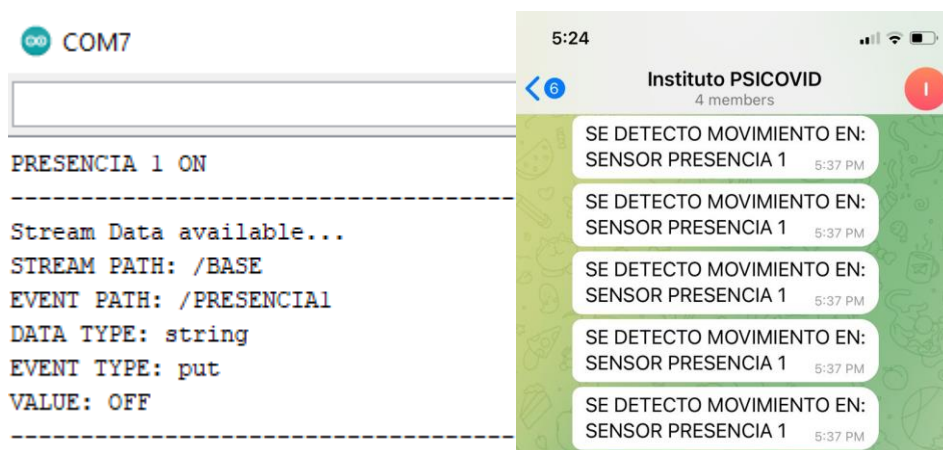 COM7
PRESENCIA 1 ON
----------------------------------------
Stream Data available...
STREAM PATH: /BASE
EVENT PATH: /PRESENCIA1
DATA TYPE: string
EVENT TYPE: put
VALUE: OFF
----------------------------------------
5:24
6
Instituto PSICOVID
4 members
I
SE DETECTO MOVIMIENTO EN:
SENSOR PRESENCIA 1 5:37 PM
SE DETECTO MOVIMIENTO EN:
SENSOR PRESENCIA 1 5:37 PM
SE DETECTO MOVIMIENTO EN:
SENSOR PRESENCIA 1 5:37 PM
SE DETECTO MOVIMIENTO EN:
SENSOR PRESENCIA 1 5:37 PM
SE DETECTO MOVIMIENTO EN:
SENSOR PRESENCIA 1 5:37 PM